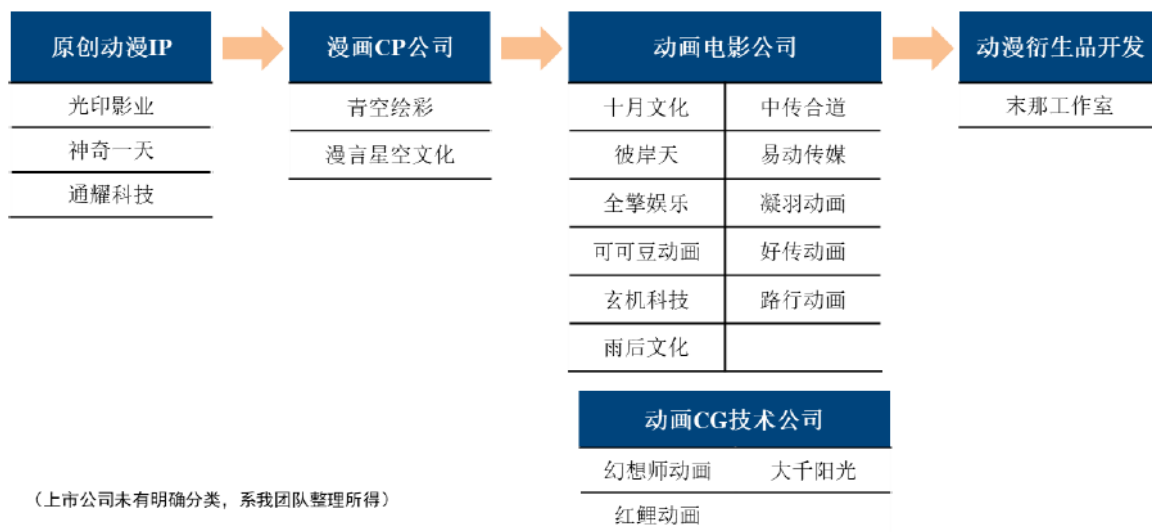 原创动漫IP
漫画CP公司
动画电影公司
动漫衍生品开发
光印影业
青空绘彩
十月文化
中传合道
末那工作室
神奇一天
漫言星空文化
彼岸天
易动传媒
通耀科技
全擎娱乐
凝羽动画
可可豆动画
好传动画
玄机科技
路行动画
雨后文化
动画CG技术公司
幻想师动画
大千阳光
红鲤动画
（上市公司未有明确分类，系我团队整理所得）